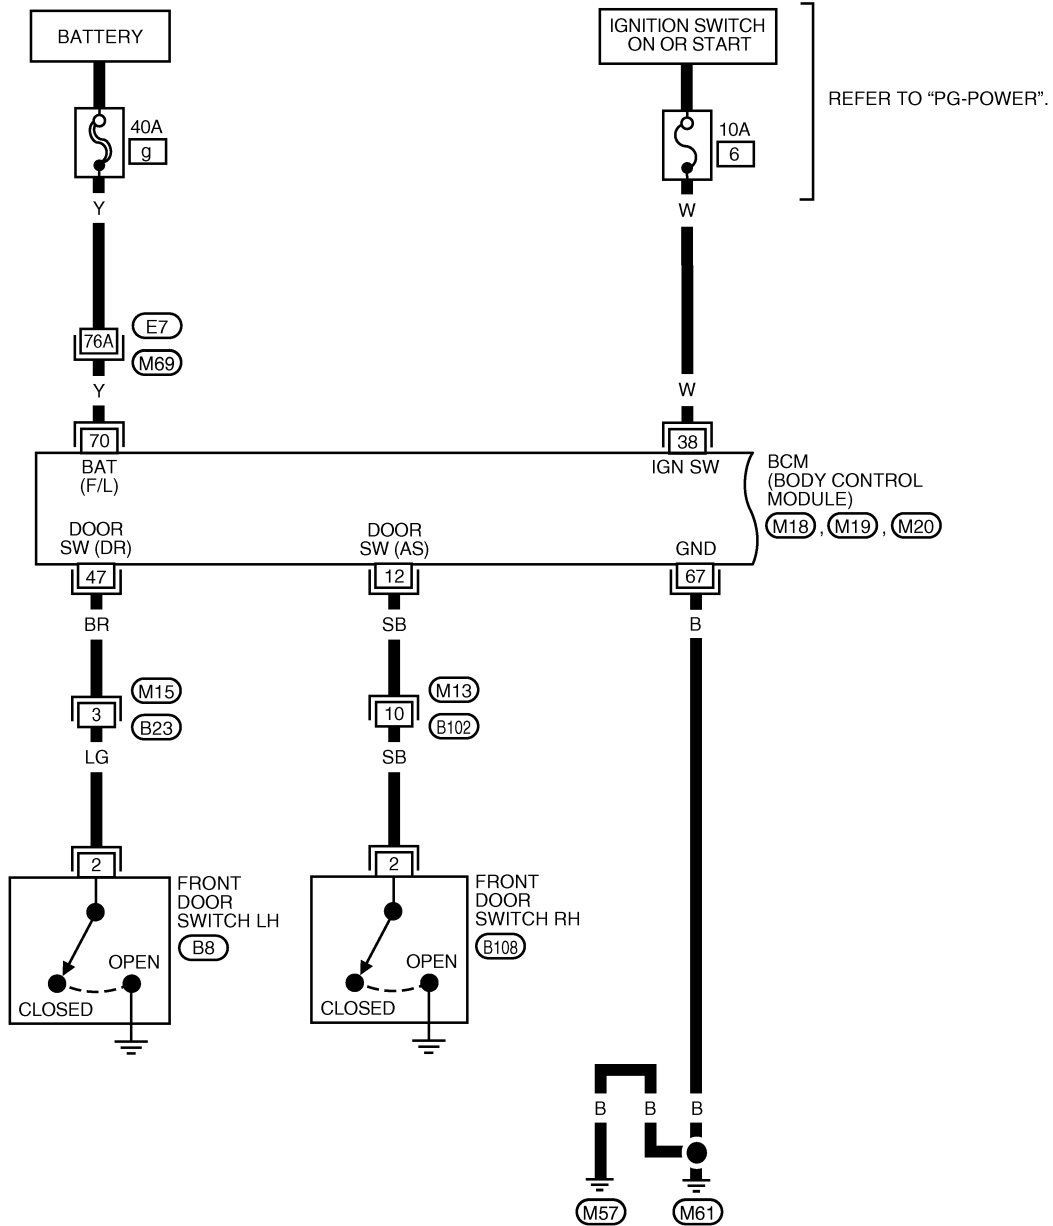 BATTERY
IGNITION SWITCH
ON OR START
REFER TO “PG-POWER”.
40A
g
10A
6
Y
W
76A
E7
M69
Y
W
70
38
BAT
(F/L)
IGN SW
BCM
(BODY CONTROL
MODULE)
M18 , M19 , M20
DOOR
SW (DR)
DOOR
SW (AS)
GND
47
12
67
BR
SB
B
3
M15
B23
10
M13
B102
LG
SB
2
2
FRONT
DOOR
SWITCH LH
B8
FRONT
DOOR
SWITCH RH
B108
OPEN
CLOSED
OPEN
CLOSED
B
B
B
M57
M61